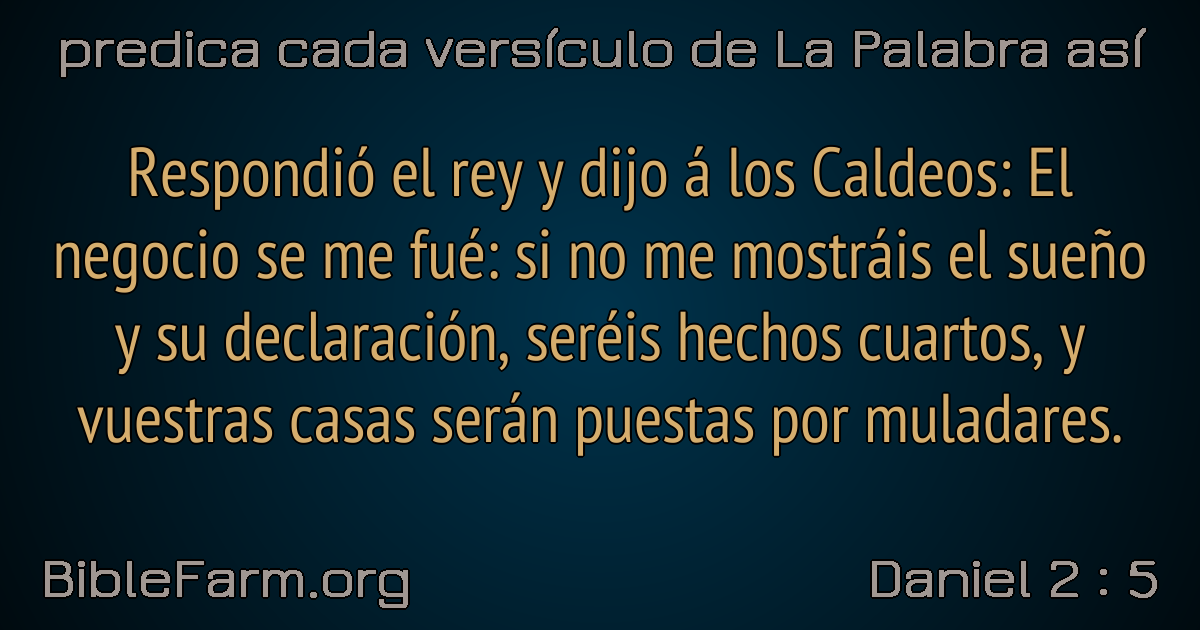 predica cada versículo de La Palabra así
Respondió el rey y dijo á los Caldeos: El
negocio se me fué: si no me mostráis el sueño
y su declaración, seréis hechos cuartos, y
vuestras casas serán puestas por muladares.
BibleFarm.org
Daniel 2 : 5